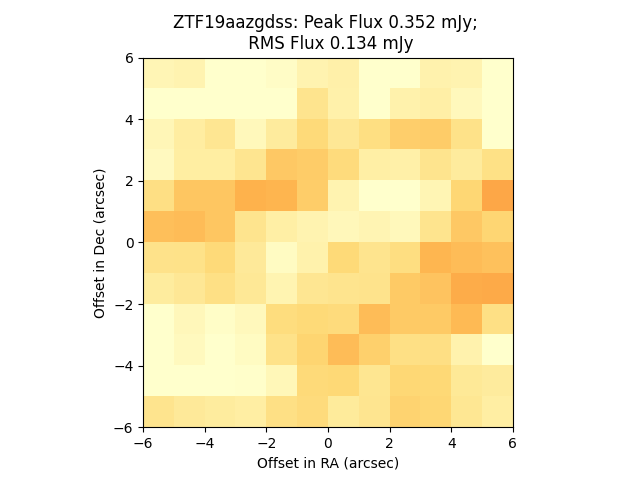 ZTF19aazgdss: Peak Flux 0.352 mJy;
RMS Flux 0.134 mJy
6
4
2
0
−2
−4
−6
Offset in Dec (arcsec)
−6 −4 −2 0 2 4 6
Offset in RA (arcsec)